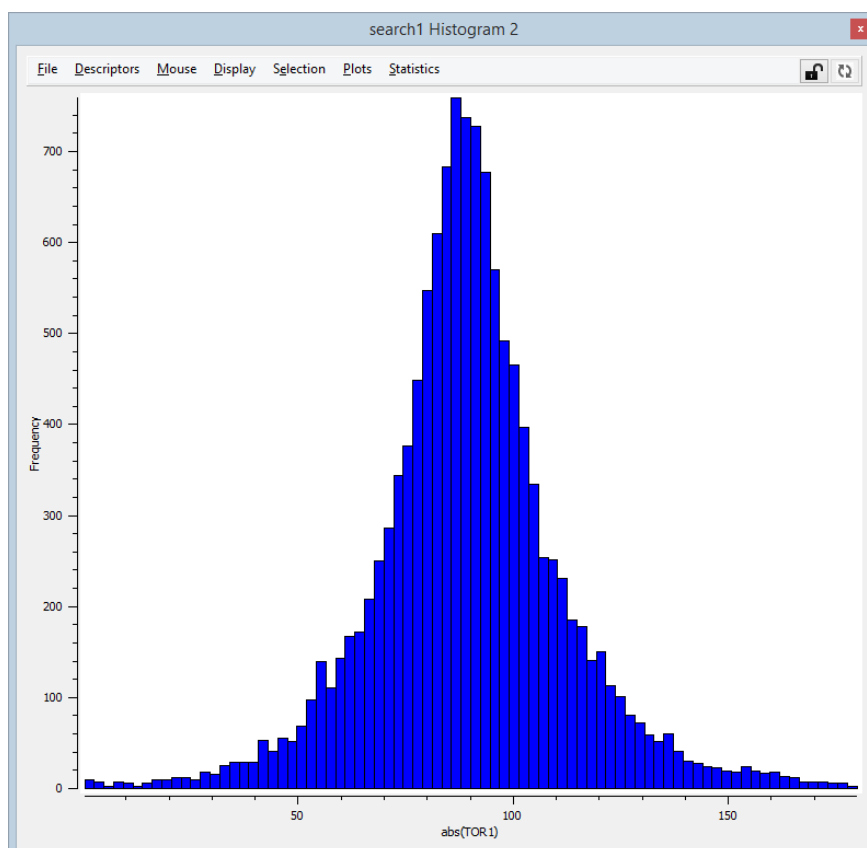 search1 Histogram 2
x
File Descriptors Mouse Display Selection Plots Statistics
700
600
500
400
300
200
100
0
Frequency
50 100 150
abs(TOR1)